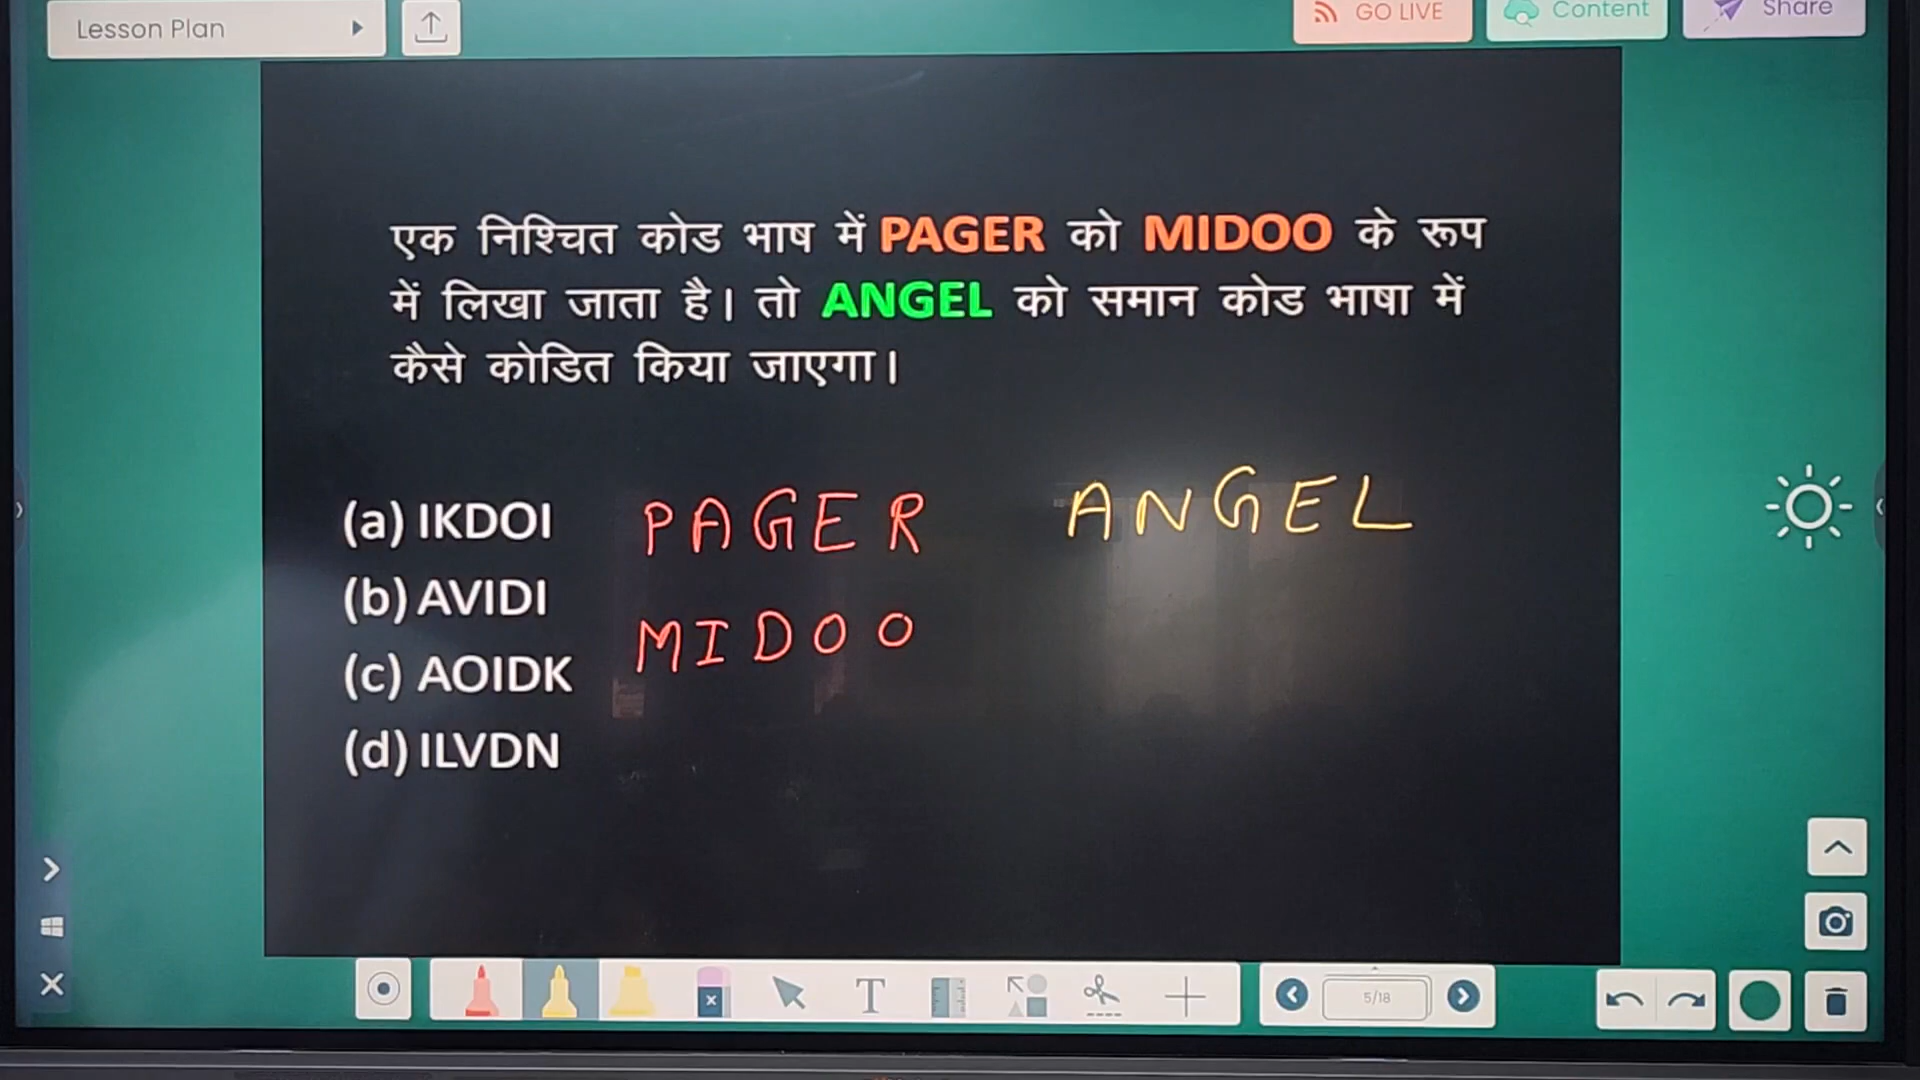 Lesson Plan
GO LIVE
Content
Share
एक निश्चित कोड भाष में PAGER को MIDOO के रूप
में लिखा जाता है। तो ANGEL को समान कोड भाषा में
कैसे कोडित किया जाएगा।
(a) IKDOI
(b) AVIDI
(c) AOIDK
(d) ILVDN
PAGER
MIDOO
ANGEL
T
5/18